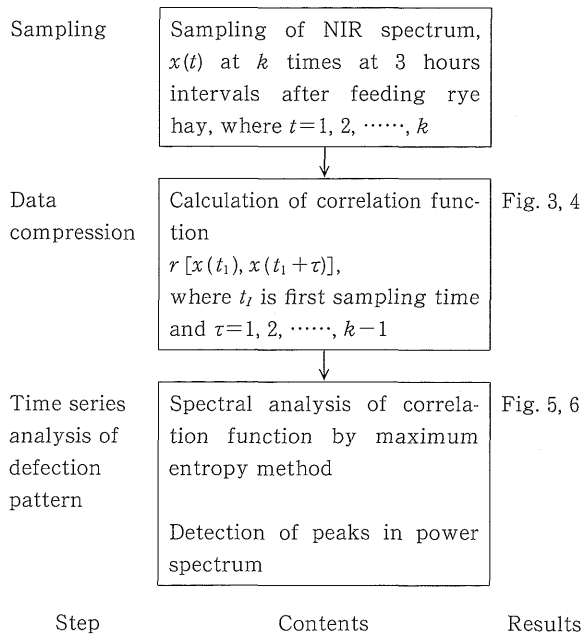 Sampling
Sampling of NIR spectrum,
x(t) at k times at 3 hours
intervals after feeding rye
hay, where t=1, 2, ……, k
Data
compression
Calculation of correlation func-
tion
r [x(t₁), x(t₁+τ)],
where t_I is first sampling time
and τ=1, 2, ……, k−1
Fig. 3, 4
Time series
analysis of
defection
pattern
Spectral analysis of correla-
tion function by maximum
entropy method
Detection of peaks in power
spectrum
Fig. 5, 6
Step
Contents
Results